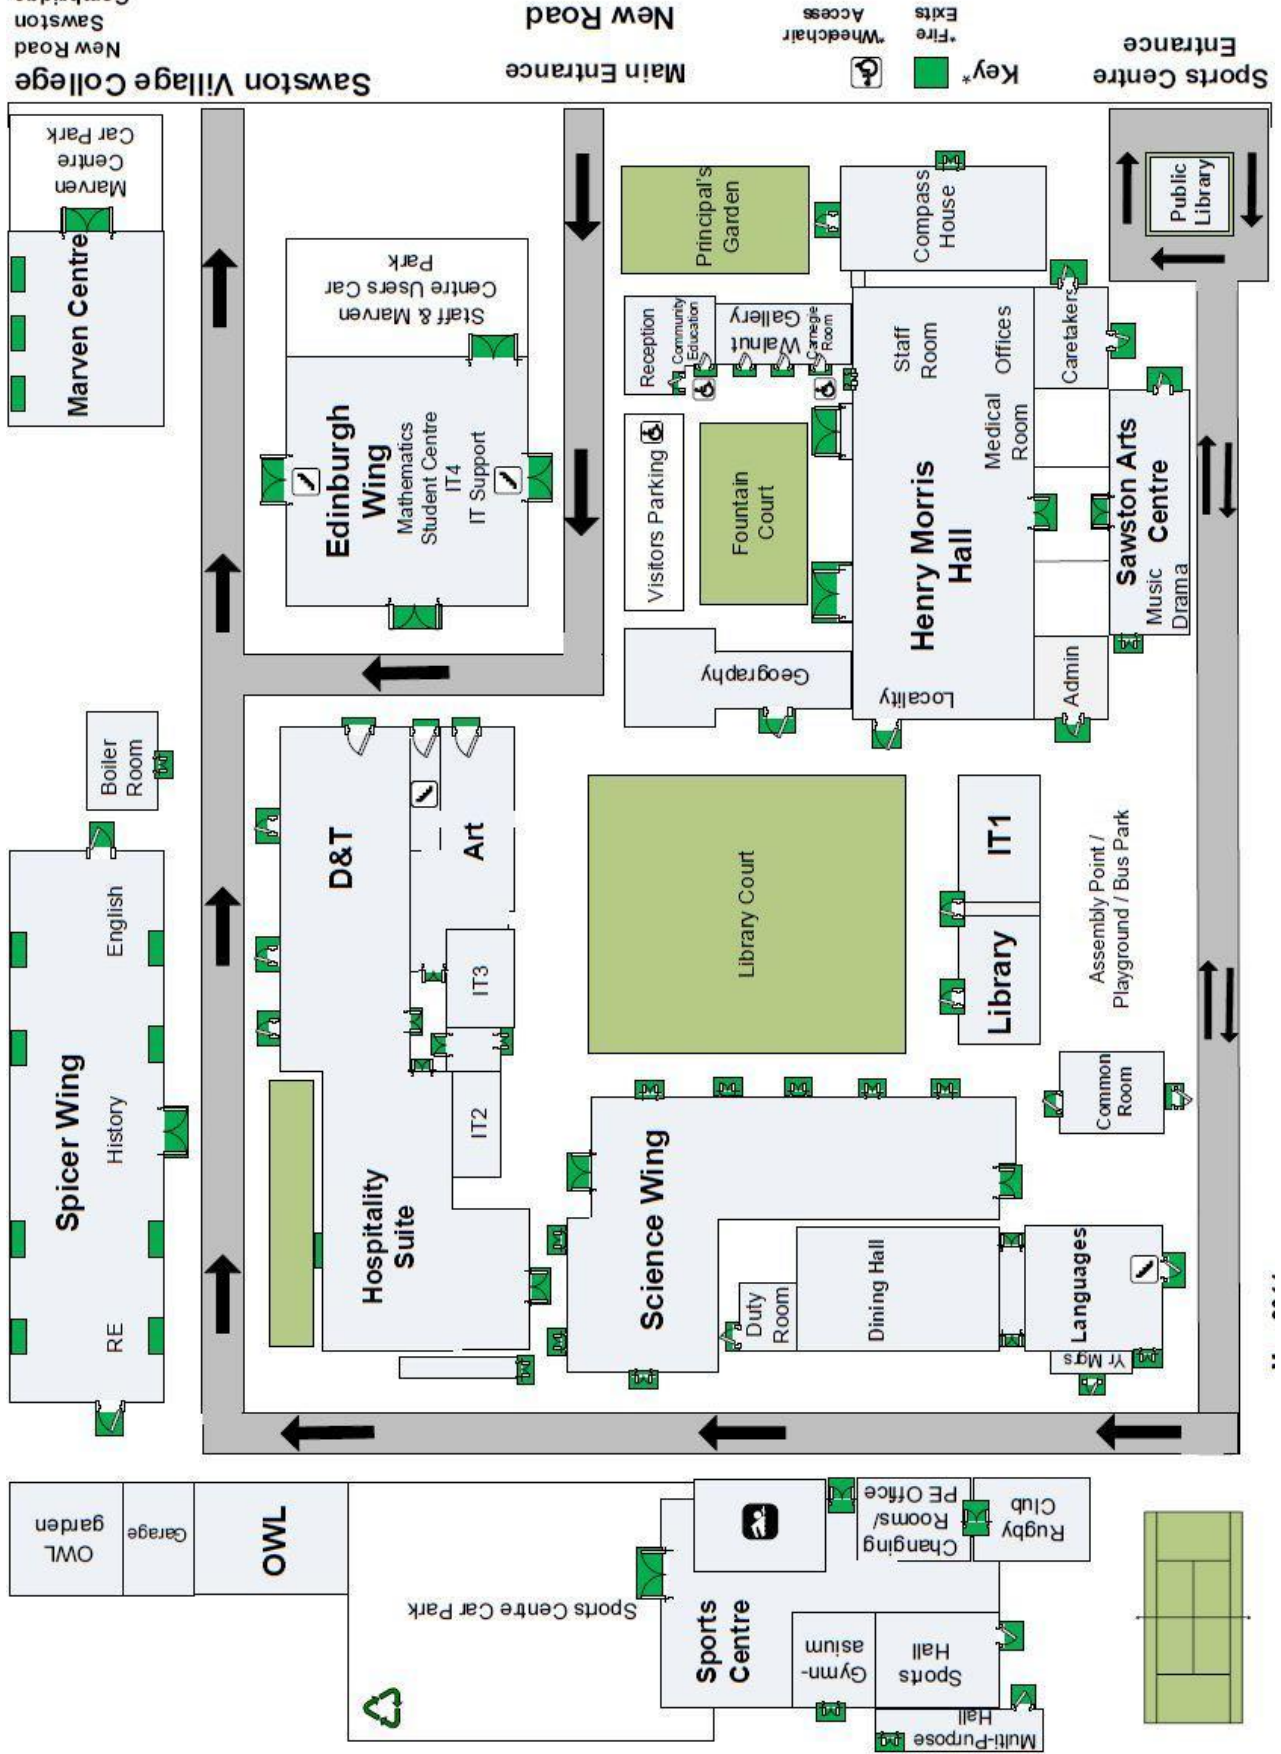 Sawston Village College
New Road
Sawston
Main Entrance
New Road
Key*
*Fire
Exits
*Wheelchair
Access
Sports Centre
Entrance
Marven
Centre
Car Park
Marven Centre
Staff & Marven
Centre Users Car
Park
Edinburgh
Wing
Mathematics
Student Centre
IT4
IT Support
Principal's
Garden
Compass
House
Public
Library
Reception
Community
Education
Walnut
Gallery
Carnegie
Room
Staff
Room
Offices
Medical
Room
Caretakers
Visitors Parking
Fountain
Court
Henry Morris
Hall
Sawston Arts
Centre
Music
Drama
Geography
Locality
Admin
Boiler
Room
Spicer Wing
English
History
RE
D&T
Art
IT3
IT2
Hospitality
Suite
Library Court
IT1
Library
Assembly Point /
Playground / Bus Park
Common
Room
Science Wing
Duty
Room
Dining Hall
Languages
Yr Mgrs
OWL
garden
Garage
OWL
Sports Centre Car Park
Sports
Centre
Changing
Rooms/
PE Office
Rugby
Club
Gymn-
asium
Sports
Hall
Multi-Purpose
Hall